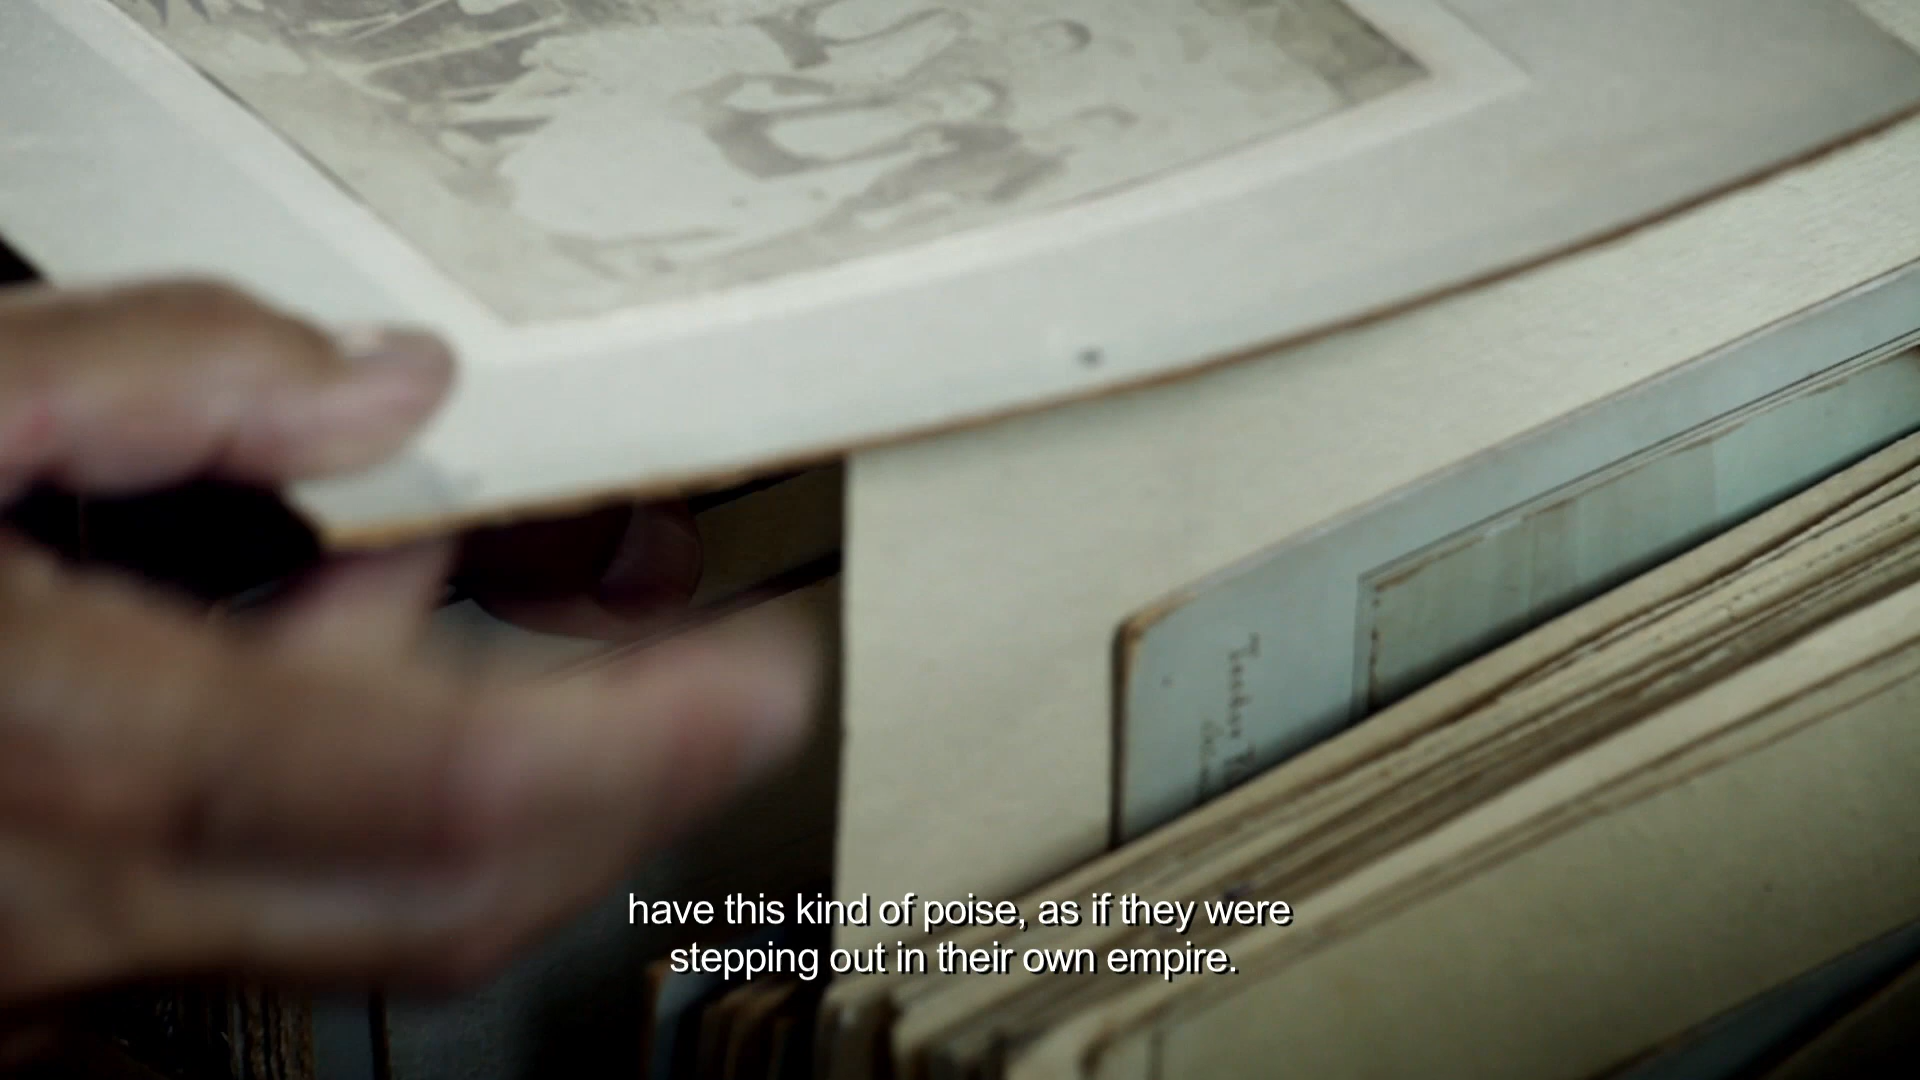 have this kind of poise, as if they were
stepping out in their own empire.